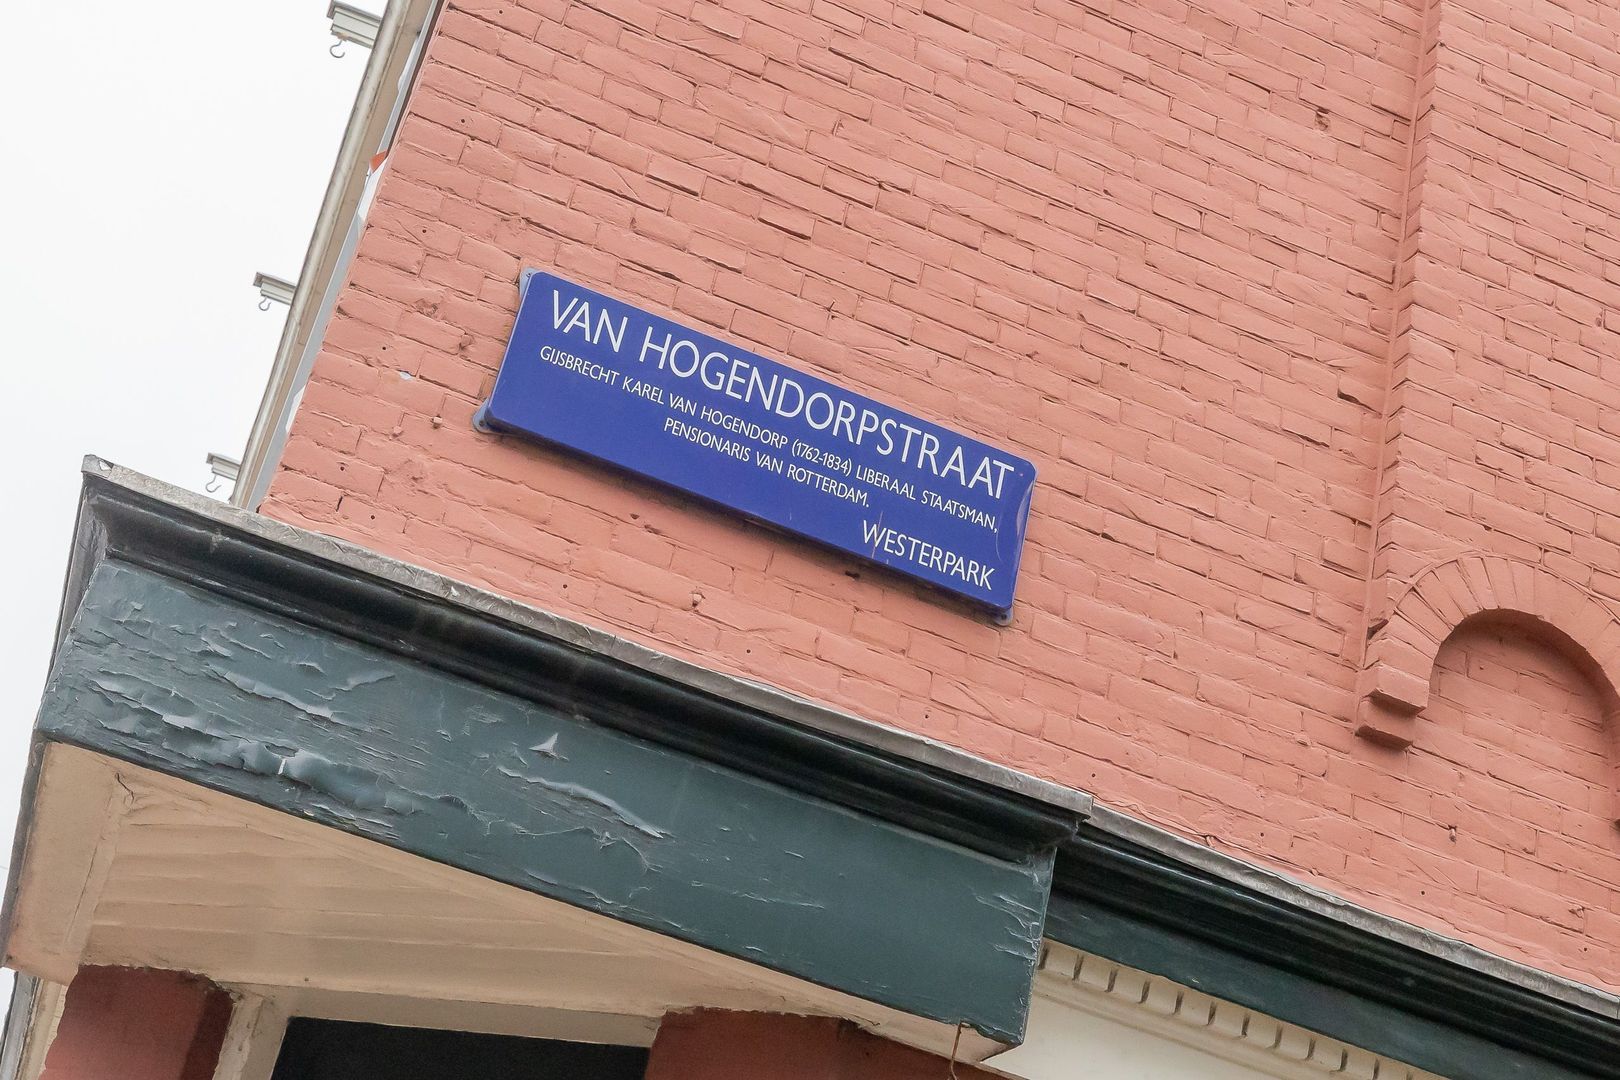 VAN HOGENDORPSTRAAT
GIJSBRECHT KAREL VAN HOGENDORP (1762-1834) LIBERAAL STAATSMAN,
PENSIONARIS VAN ROTTERDAM.
WESTERPARK